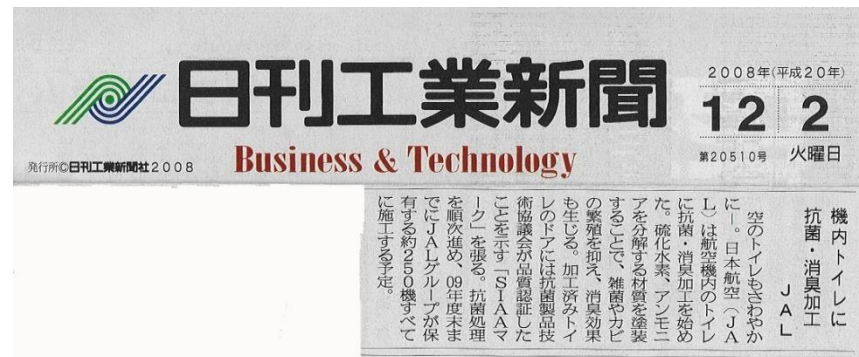 日刊工業新聞
2008年(平成20年)
12 2
第20510号 火曜日
発行所©日刊工業新聞社2008
Business & Technology
機内トイレに
抗菌・消臭加工
JAL
空のトイレもさわやか
に―。日本航空（JA
L）は航空機内のトイレ
に抗菌・消臭加工を始め
た。硫化水素、アンモニ
アを分解する材質を塗装
することで、雑菌やカビ
の繁殖を抑え、消臭効果
も生じる。加工済みトイ
レのドアには抗菌製品技
術協議会が品質認証した
ことを示す「SIAAマ
ーク」を張る。抗菌処理
を順次進め、09年度末ま
でにJALグループが保
有する約250機すべて
に施工する予定。